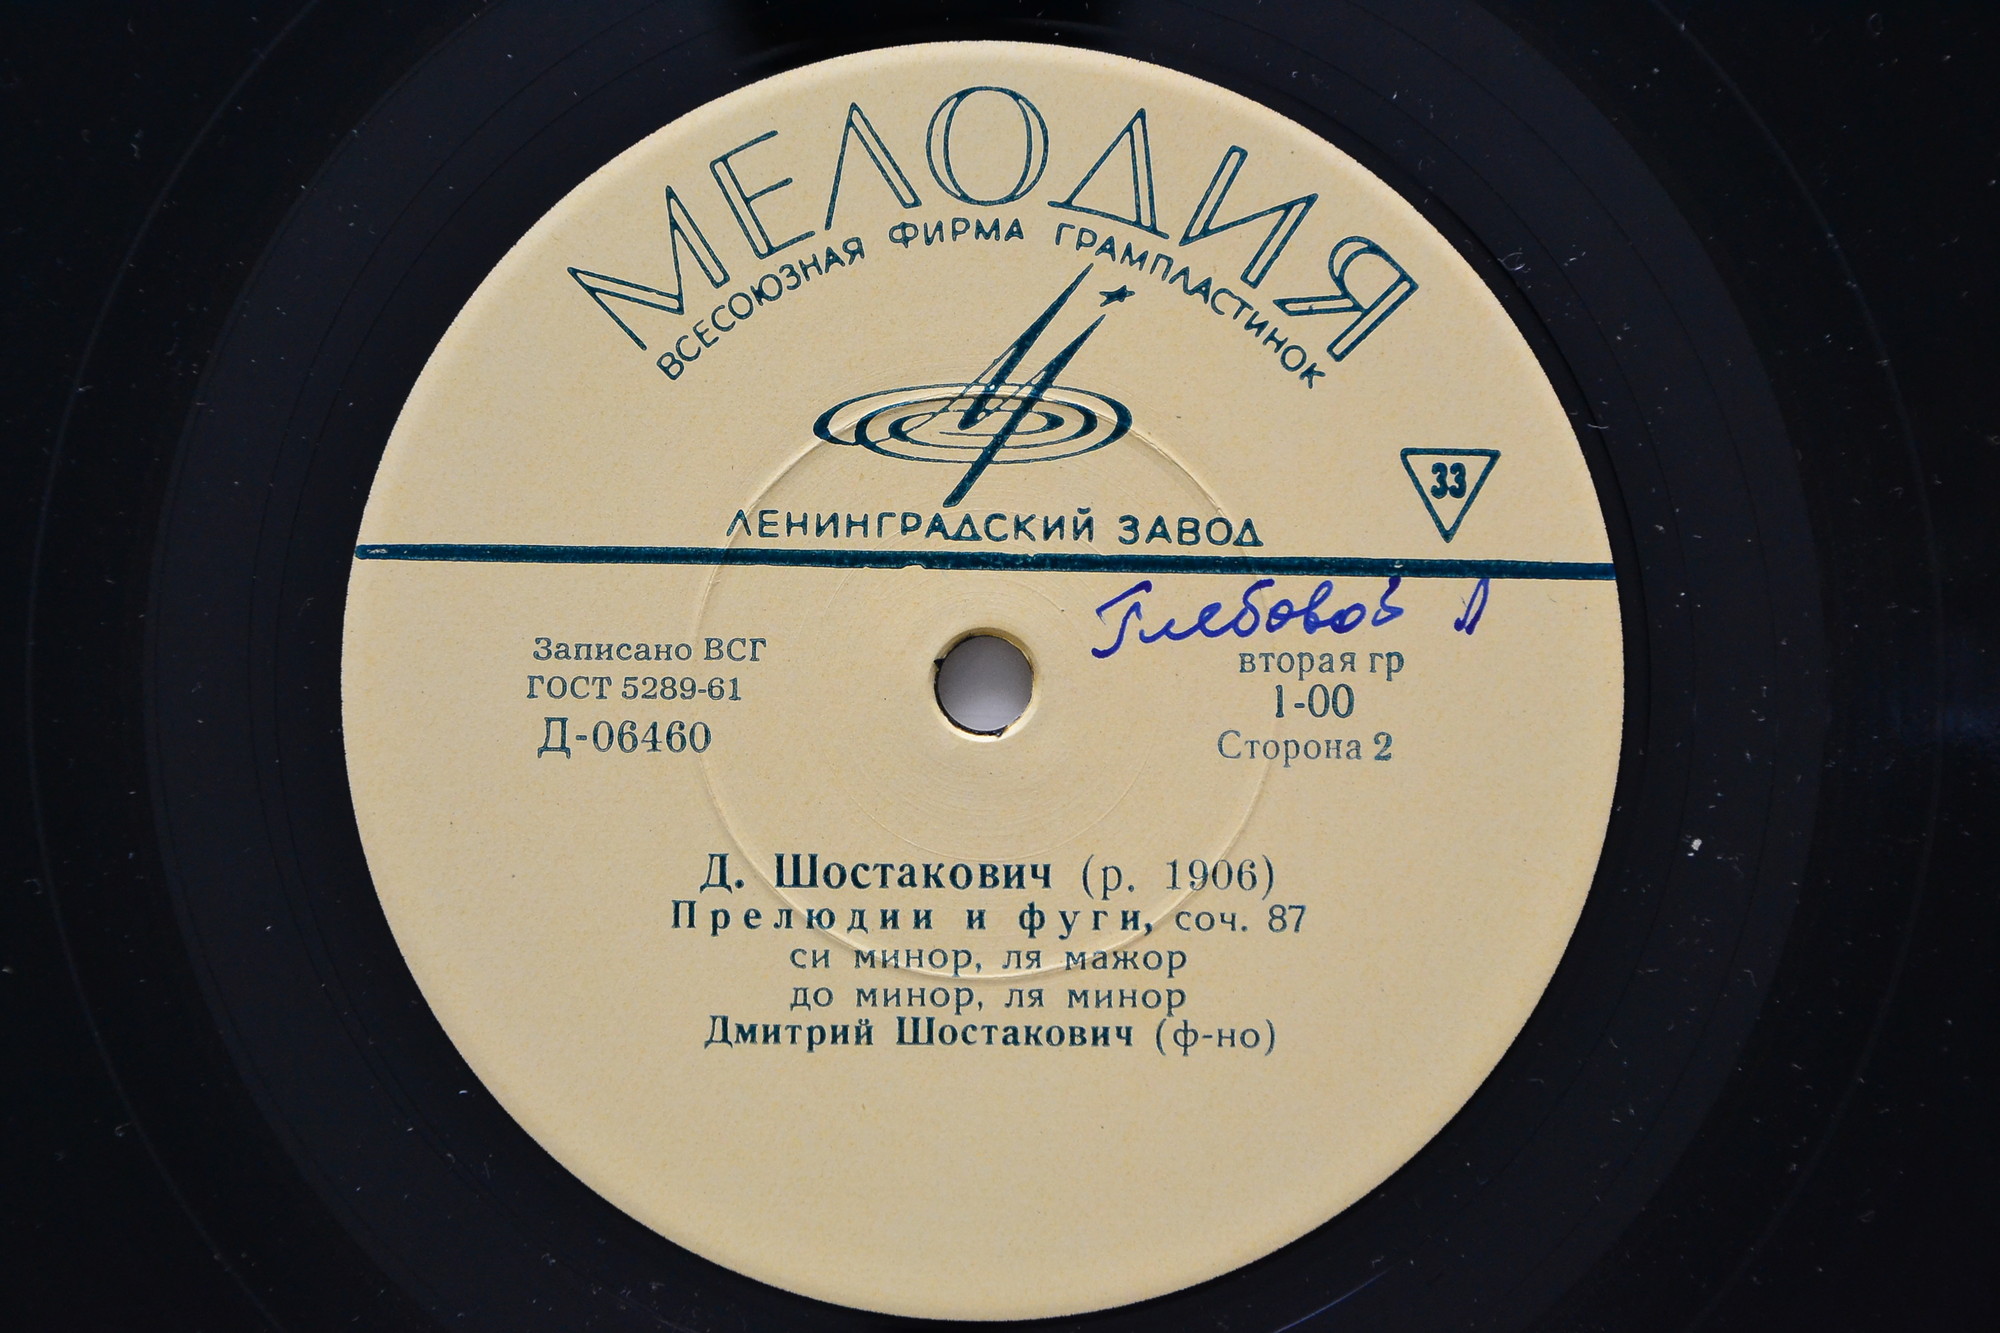 МЕЛОДИЯ
ВСЕСОЮЗНАЯ ФИРМА ГРАМПЛАСТИНОК
33
ЛЕНИНГРАДСКИЙ ЗАВОД
Глебовой Л
Записано ВСГ
ГОСТ 5289-61
Д-06460
вторая гр
1-00
Сторона 2
Д. Шостакович (р. 1906)
Прелюдии и фуги, соч. 87
си минор, ля мажор
до минор, ля минор
Дмитрий Шостакович (ф-но)